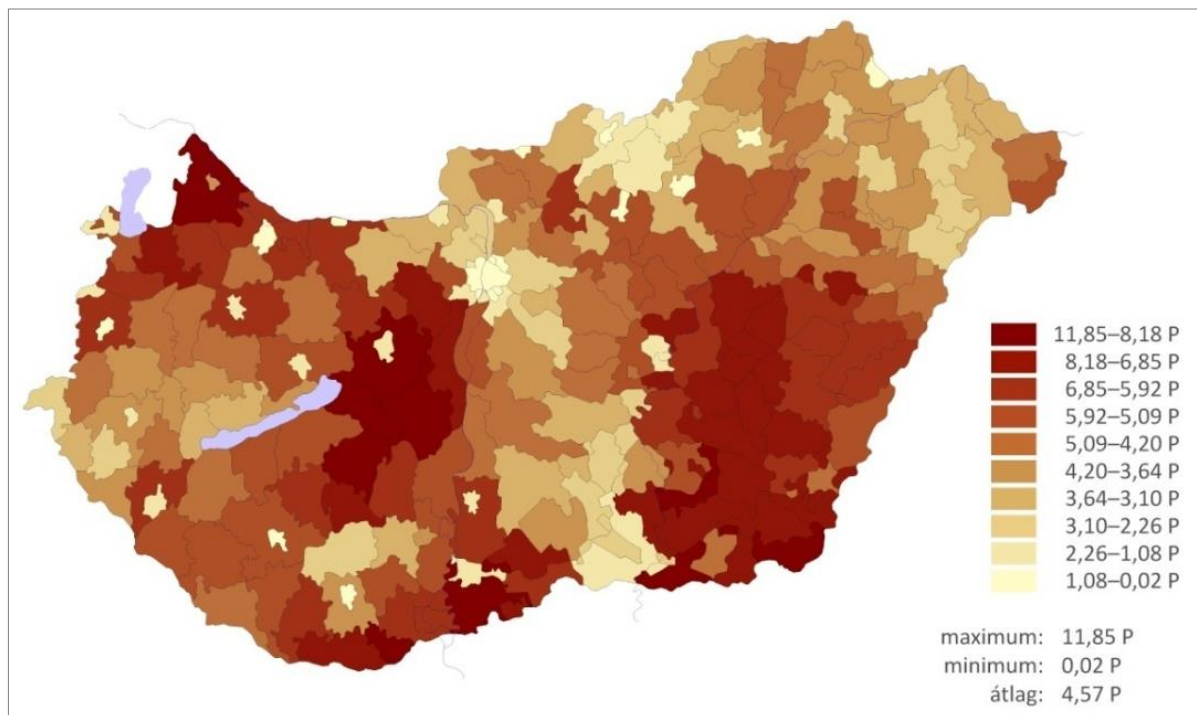 11,85–8,18 P
8,18–6,85 P
6,85–5,92 P
5,92–5,09 P
5,09–4,20 P
4,20–3,64 P
3,64–3,10 P
3,10–2,26 P
2,26–1,08 P
1,08–0,02 P
maximum: 11,85 P
minimum: 0,02 P
átlag: 4,57 P